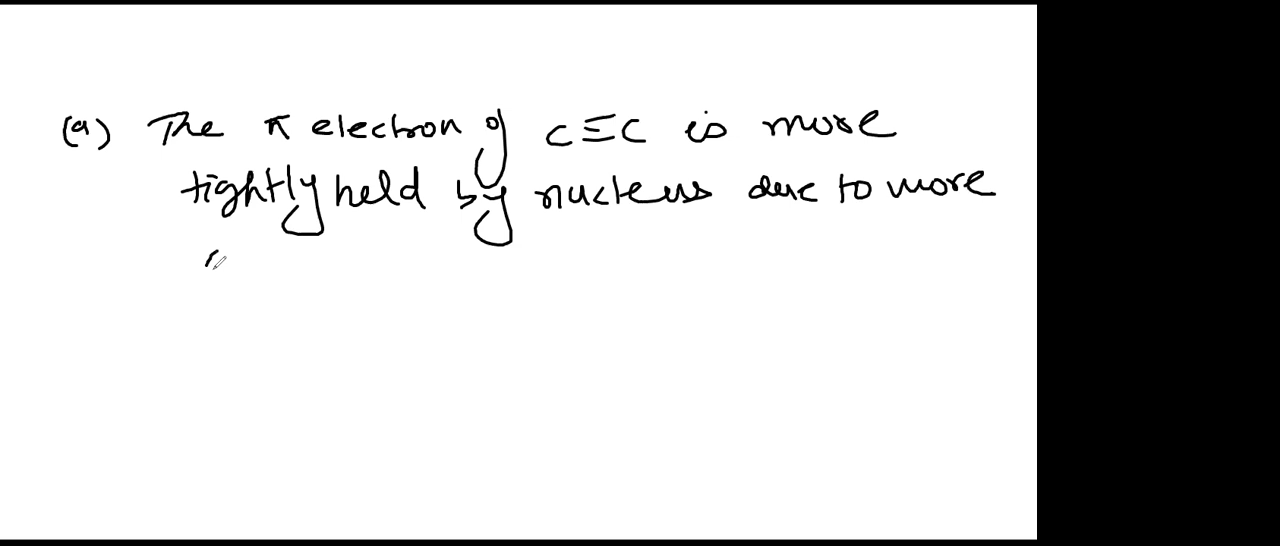 (a) The π electron of C≡C is more
tightly held by nucleus due to more